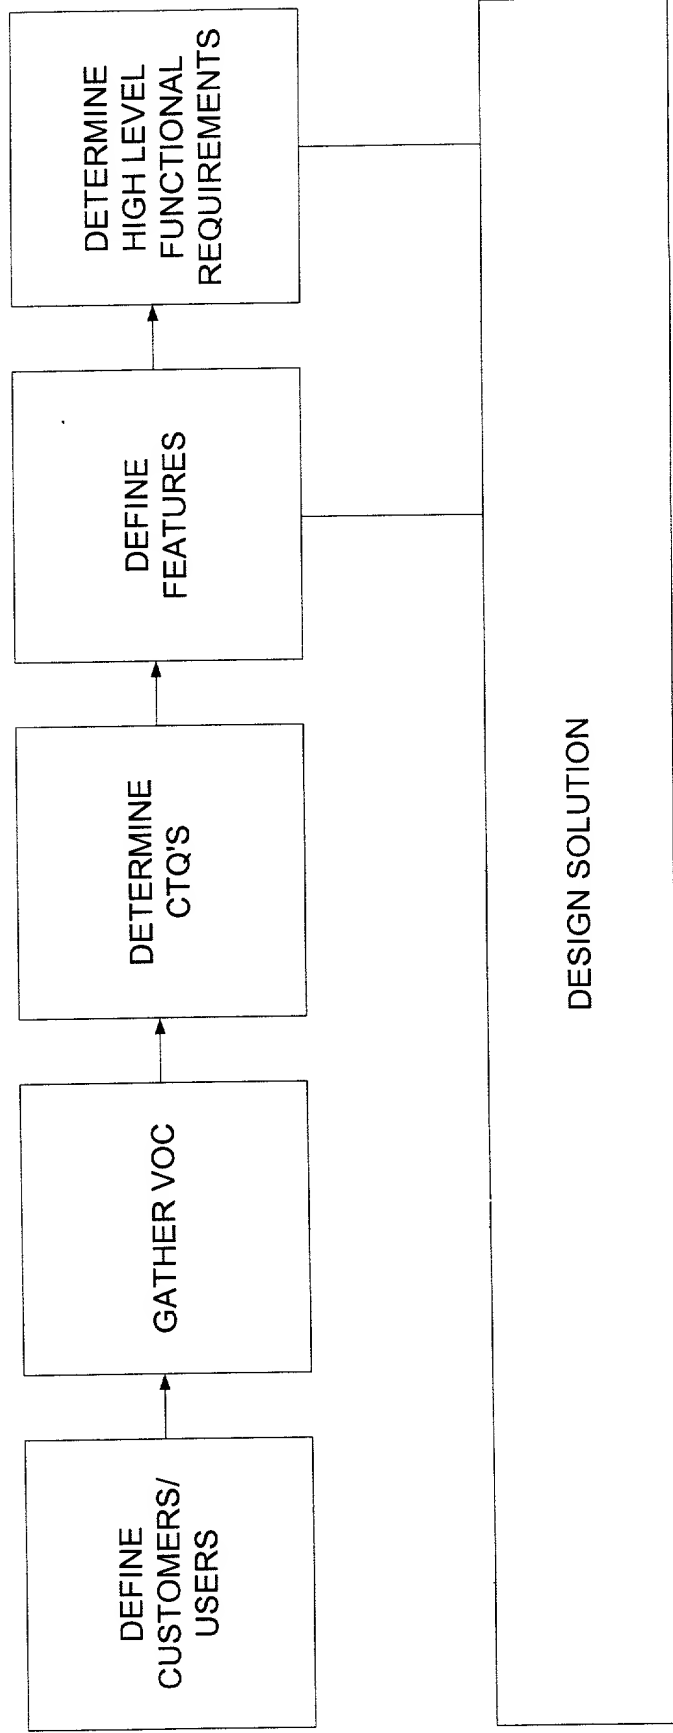 DEFINE
CUSTOMERS/
USERS
GATHER VOC
DETERMINE
CTQ'S
DEFINE
FEATURES
DETERMINE
HIGH LEVEL
FUNCTIONAL
REQUIREMENTS
DESIGN SOLUTION